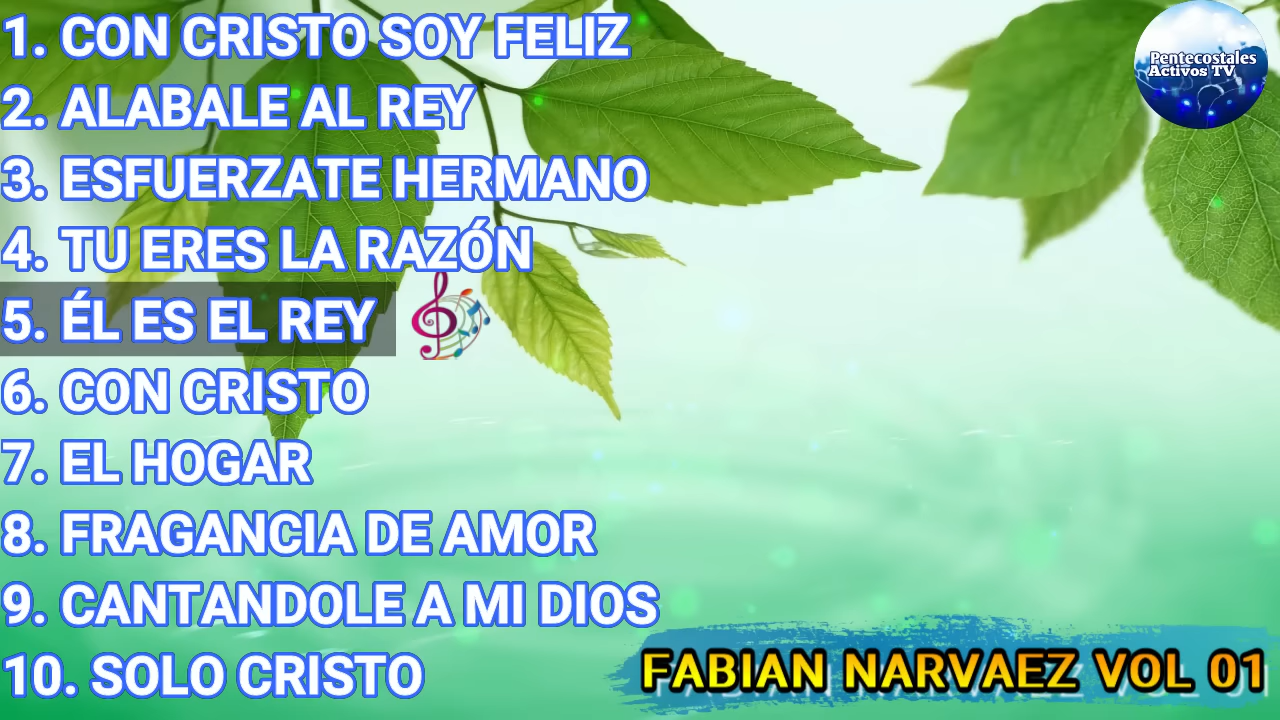 1. CON CRISTO SOY FELIZ
2. ALABALE AL REY
3. ESFUERZATE HERMANO
4. TU ERES LA RAZÓN
5. ÉL ES EL REY
6. CON CRISTO
7. EL HOGAR
8. FRAGANCIA DE AMOR
9. CANTANDOLE A MI DIOS
10. SOLO CRISTO
Pentecostales
Activos TV
FABIAN NARVAEZ VOL 01